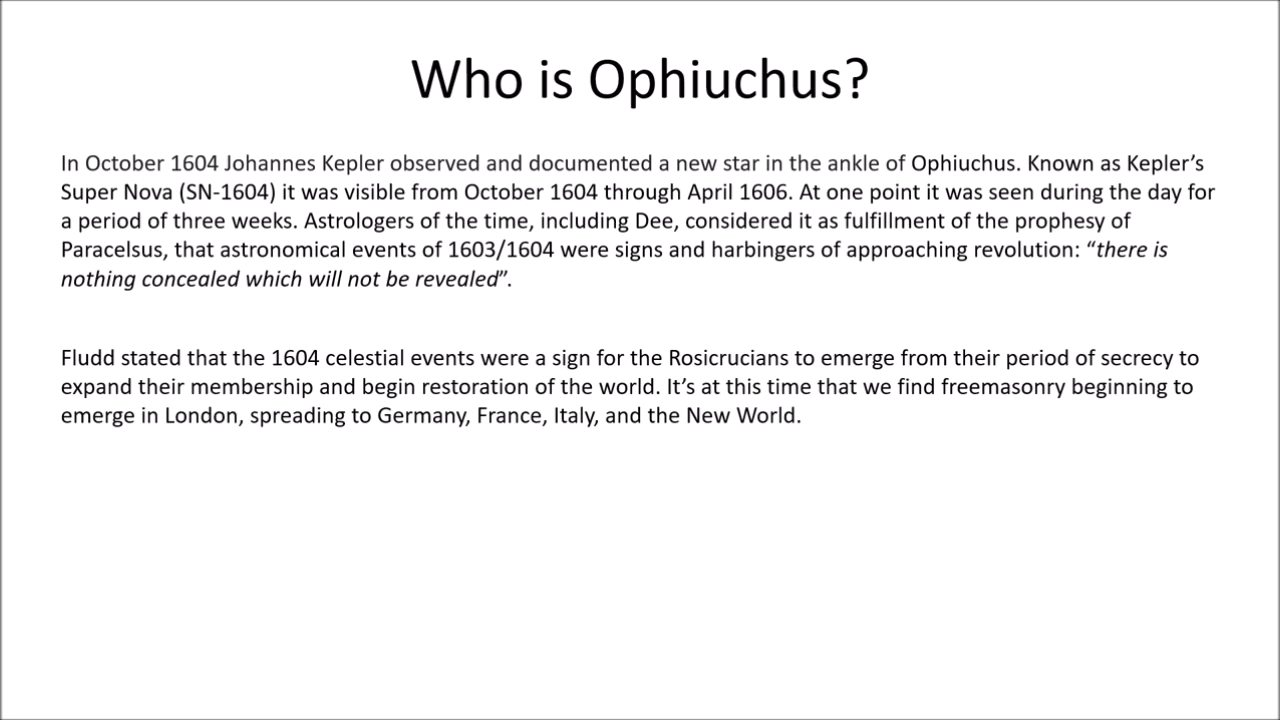 Who is Ophiuchus?
In October 1604 Johannes Kepler observed and documented a new star in the ankle of Ophiuchus. Known as Kepler’s
Super Nova (SN-1604) it was visible from October 1604 through April 1606. At one point it was seen during the day for
a period of three weeks. Astrologers of the time, including Dee, considered it as fulfillment of the prophesy of
Paracelsus, that astronomical events of 1603/1604 were signs and harbingers of approaching revolution: “there is
nothing concealed which will not be revealed”.
Fludd stated that the 1604 celestial events were a sign for the Rosicrucians to emerge from their period of secrecy to
expand their membership and begin restoration of the world. It’s at this time that we find freemasonry beginning to
emerge in London, spreading to Germany, France, Italy, and the New World.